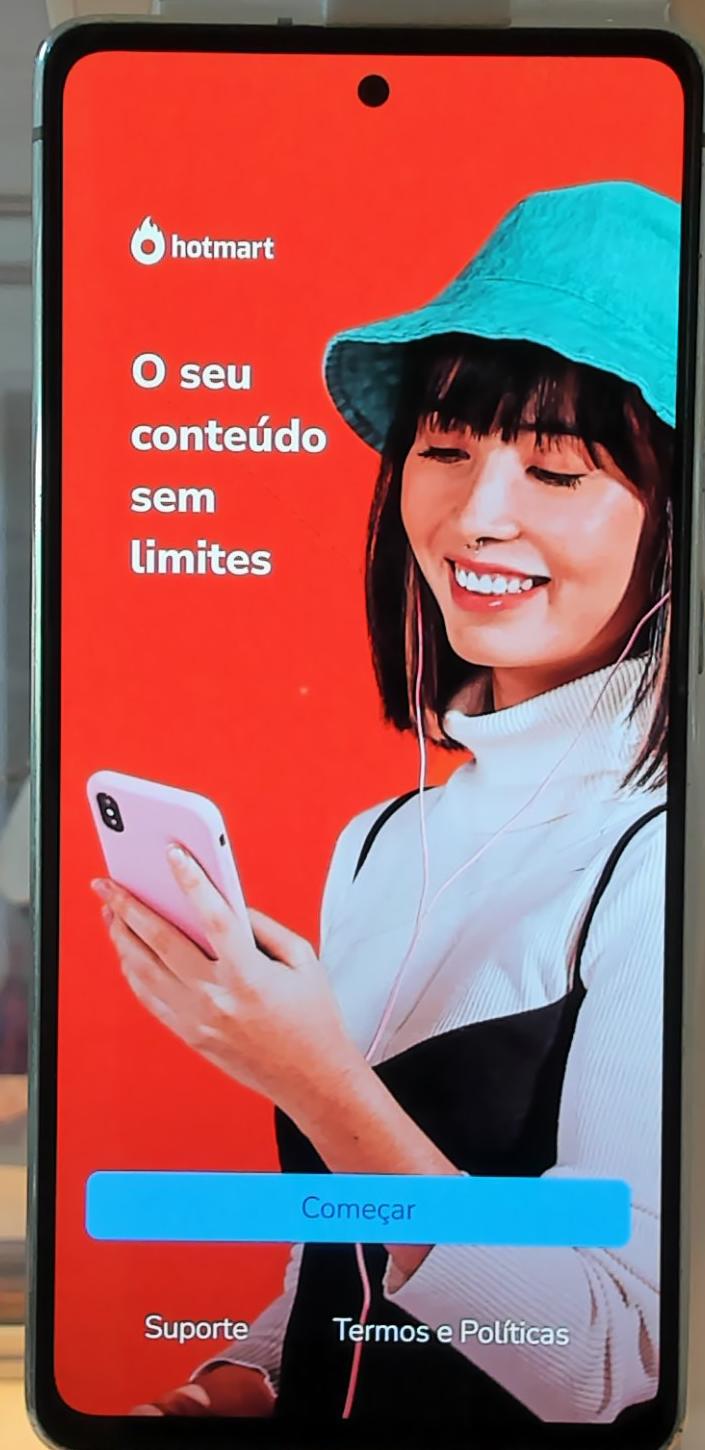 hotmart
O seu
conteúdo
sem
limites
Começar
Suporte
Termos e Políticas